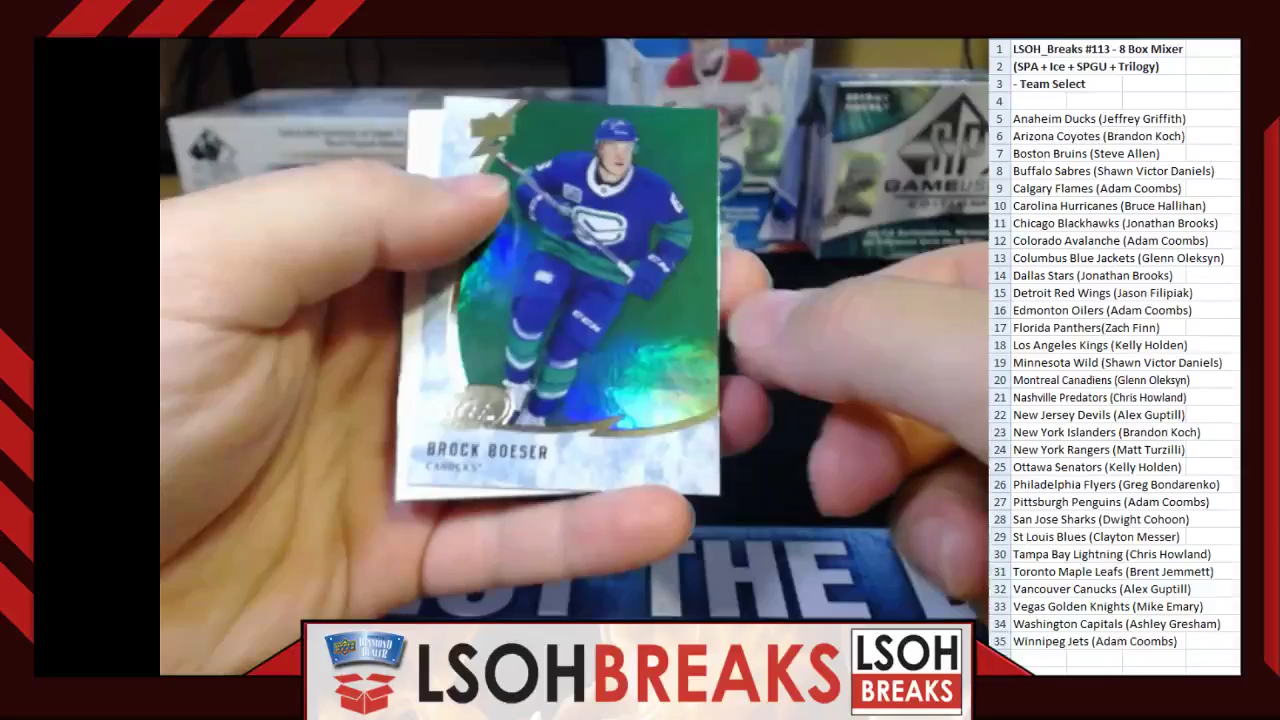 BROCK BOESER
CANUCKS
CCM
CCM
SP
GAME USED
THE
1 LSOH_Breaks #113 - 8 Box Mixer
2 (SPA + Ice + SPGU + Trilogy)
3 - Team Select
4
5 Anaheim Ducks (Jeffrey Griffith)
6 Arizona Coyotes (Brandon Koch)
7 Boston Bruins (Steve Allen)
8 Buffalo Sabres (Shawn Victor Daniels)
9 Calgary Flames (Adam Coombs)
10 Carolina Hurricanes (Bruce Hallihan)
11 Chicago Blackhawks (Jonathan Brooks)
12 Colorado Avalanche (Adam Coombs)
13 Columbus Blue Jackets (Glenn Oleksyn)
14 Dallas Stars (Jonathan Brooks)
15 Detroit Red Wings (Jason Filipiak)
16 Edmonton Oilers (Adam Coombs)
17 Florida Panthers(Zach Finn)
18 Los Angeles Kings (Kelly Holden)
19 Minnesota Wild (Shawn Victor Daniels)
20 Montreal Canadiens (Glenn Oleksyn)
21 Nashville Predators (Chris Howland)
22 New Jersey Devils (Alex Guptill)
23 New York Islanders (Brandon Koch)
24 New York Rangers (Matt Turzilli)
25 Ottawa Senators (Kelly Holden)
26 Philadelphia Flyers (Greg Bondarenko)
27 Pittsburgh Penguins (Adam Coombs)
28 San Jose Sharks (Dwight Cohoon)
29 St Louis Blues (Clayton Messer)
30 Tampa Bay Lightning (Chris Howland)
31 Toronto Maple Leafs (Brent Jemmett)
32 Vancouver Canucks (Alex Guptill)
33 Vegas Golden Knights (Mike Emary)
34 Washington Capitals (Ashley Gresham)
35 Winnipeg Jets (Adam Coombs)
DIAMOND
DEALER
LSOHBREAKS
LSOH
BREAKS